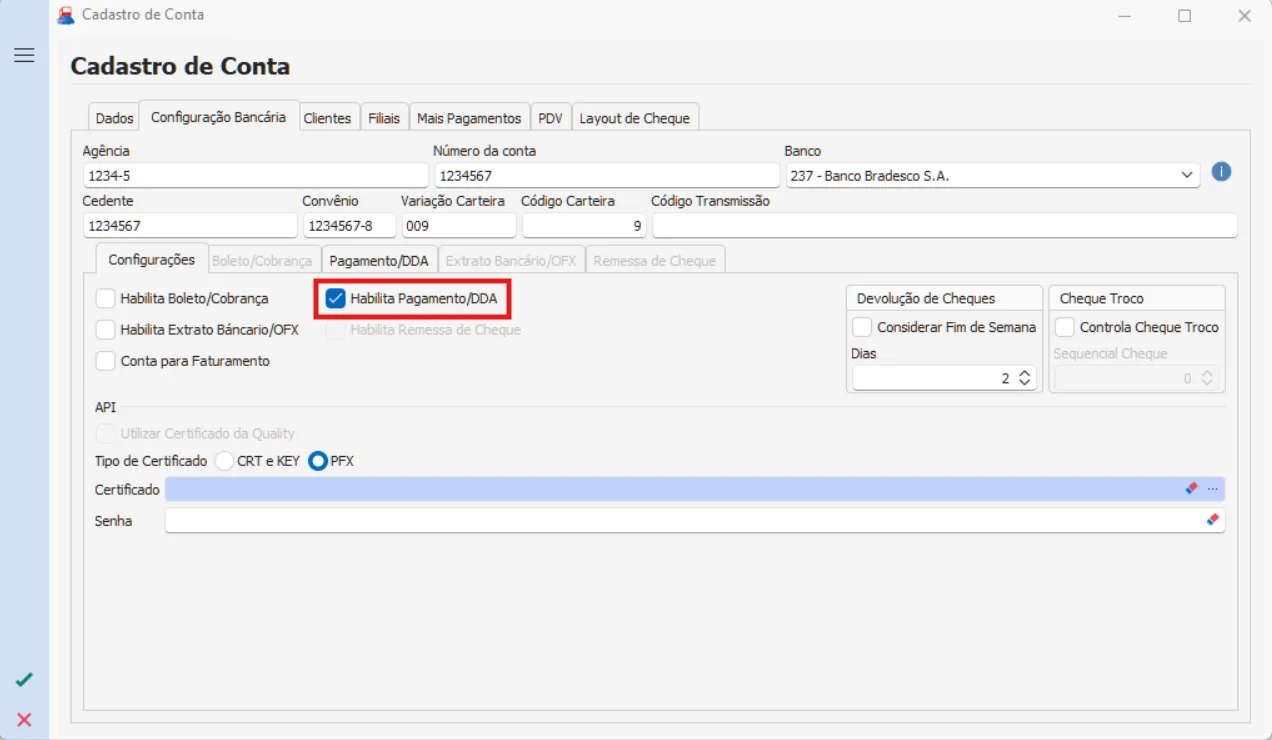 Cadastro de Conta
Cadastro de Conta
Dados Configuração Bancária Clientes Filiais Mais Pagamentos PDV Layout de Cheque
Agência Número da conta Banco
1234-5 1234567 237 - Banco Bradesco S.A.
Cedente Convênio Variação Carteira Código Carteira Código Transmissão
1234567 1234567-8 009 9
Configurações Boleto/Cobrança Pagamento/DDA Extrato Bancário/OFX Remessa de Cheque
Habilita Boleto/Cobrança Habilita Pagamento/DDA Devolução de Cheques Cheque Troco
Habilita Extrato Báncario/OFX Habilita Remessa de Cheque Considerar Fim de Semana Controla Cheque Troco
Conta para Faturamento Dias Sequencial Cheque
2 0
API
Utilizar Certificado da Quality
Tipo de Certificado CRT e KEY PFX
Certificado ...
Senha